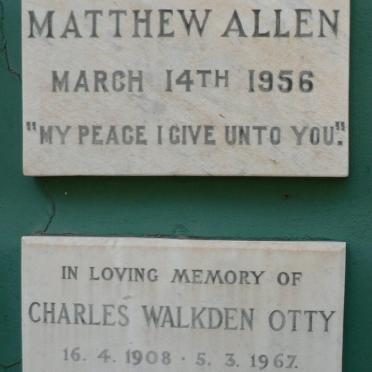 MATTHEW ALLEN
MARCH 14TH 1956
"MY PEACE I GIVE UNTO YOU."
IN LOVING MEMORY OF
CHARLES WALKDEN OTTY
16. 4. 1908 · 5. 3. 1967.